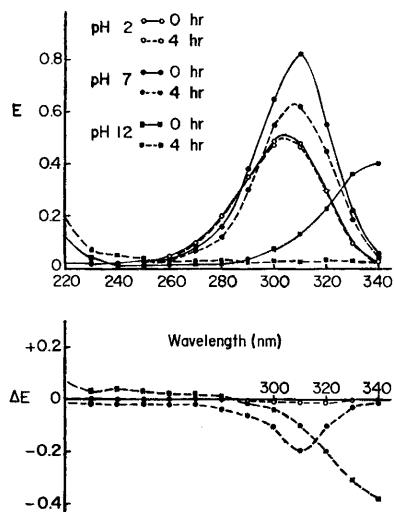 pH 2 0 hr
4 hr
pH 7 0 hr
4 hr
pH 12 0 hr
4 hr
E
0.8
0.6
0.4
0.2
0
220 240 260 280 300 320 340
Wavelength (nm)
300 320 340
ΔE
+0.2
0
-0.2
-0.4